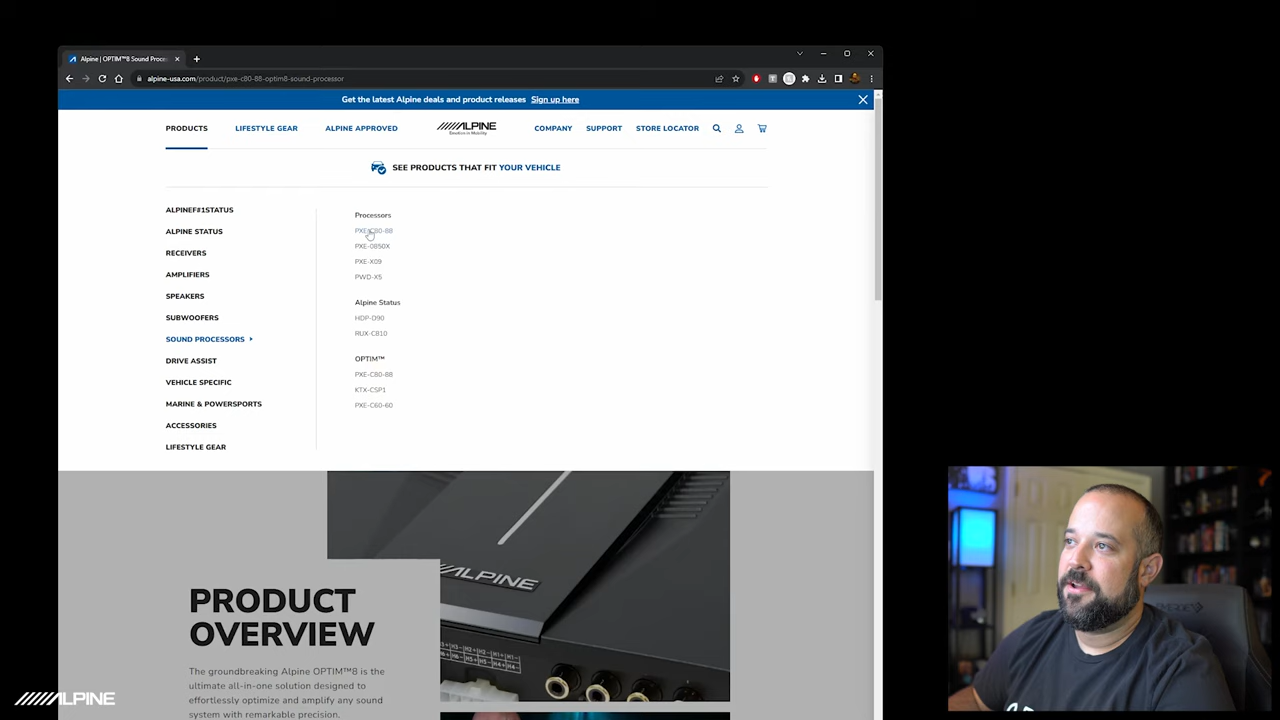 Alpine | OPTIM™8 Sound Proces
alpine-usa.com/product/pxe-c80-88-optim8-sound-processor
Get the latest Alpine deals and product releases Sign up here
PRODUCTS LIFESTYLE GEAR ALPINE APPROVED ALPINE COMPANY SUPPORT STORE LOCATOR
SEE PRODUCTS THAT FIT YOUR VEHICLE
ALPINEF#1STATUS
ALPINE STATUS
RECEIVERS
AMPLIFIERS
SPEAKERS
SUBWOOFERS
SOUND PROCESSORS
DRIVE ASSIST
VEHICLE SPECIFIC
MARINE & POWERSPORTS
ACCESSORIES
LIFESTYLE GEAR
Processors
PXE-C80-88
PXE-0850X
PXE-X09
PWD-X5
Alpine Status
HDP-D90
RUX-C810
OPTIM™
PXE-C80-88
KTX-CSP1
PXE-C60-60
ALPINE
PRODUCT
OVERVIEW
The groundbreaking Alpine OPTIM™8 is the
ultimate all-in-one solution designed to
effortlessly optimize and amplify any sound
system with remarkable precision.
ALPINE